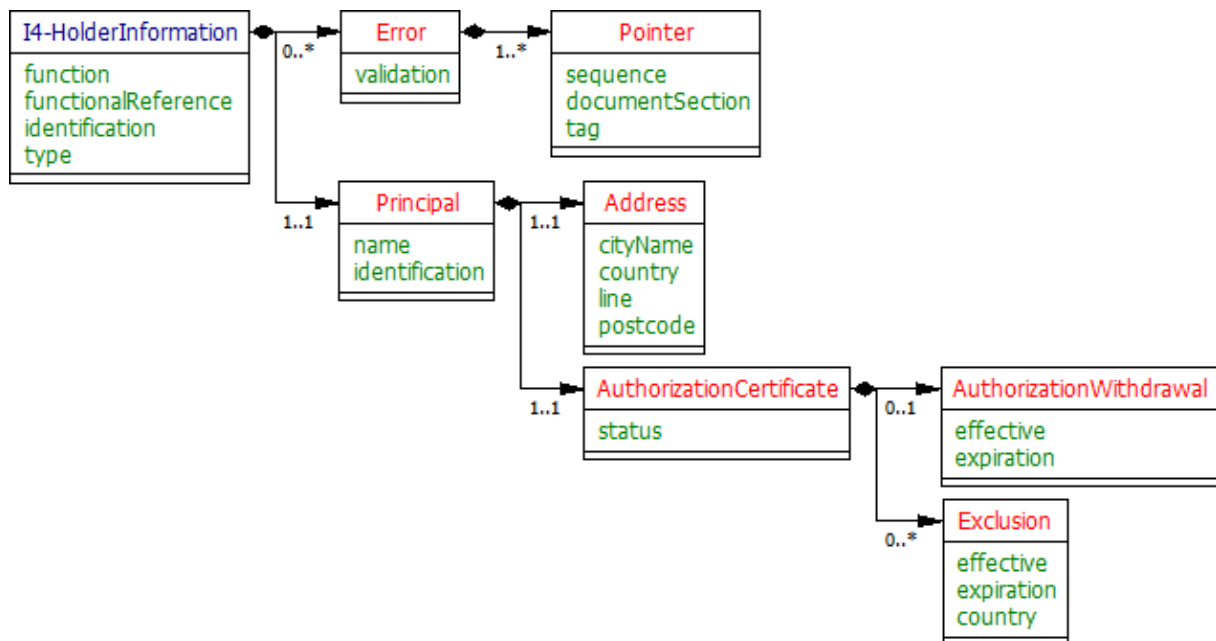 I4-HolderInformation
function
functionalReference
identification
type
0..*
Error
validation
1..*
Pointer
sequence
documentSection
tag
1..1
Principal
name
identification
1..1
Address
cityName
country
line
postcode
1..1
AuthorizationCertificate
status
0..1
AuthorizationWithdrawal
effective
expiration
0..*
Exclusion
effective
expiration
country